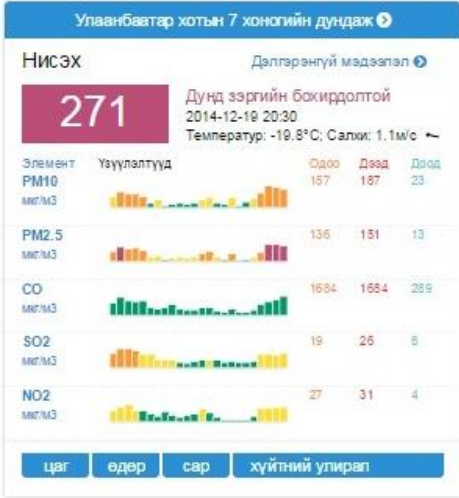 Улаанбаатар хотын 7 хоногийн дундаж
Нисэх Дэлгэрэнгүй мэдээлэл
271
Дунд зэргийн бохирдолтой
2014-12-19 20:30
Температур: -19.8°C; Салхи: 1.1м/с
Элемент Үзүүлэлтүүд Одоо Дээд Доод
PM10 157 187 23
мкг/м3
PM2.5 136 151 13
мкг/м3
CO 1684 1684 289
мкг/м3
SO2 19 26 6
мкг/м3
NO2 27 31 4
мкг/м3
цаг өдөр сар хүйтний улирал